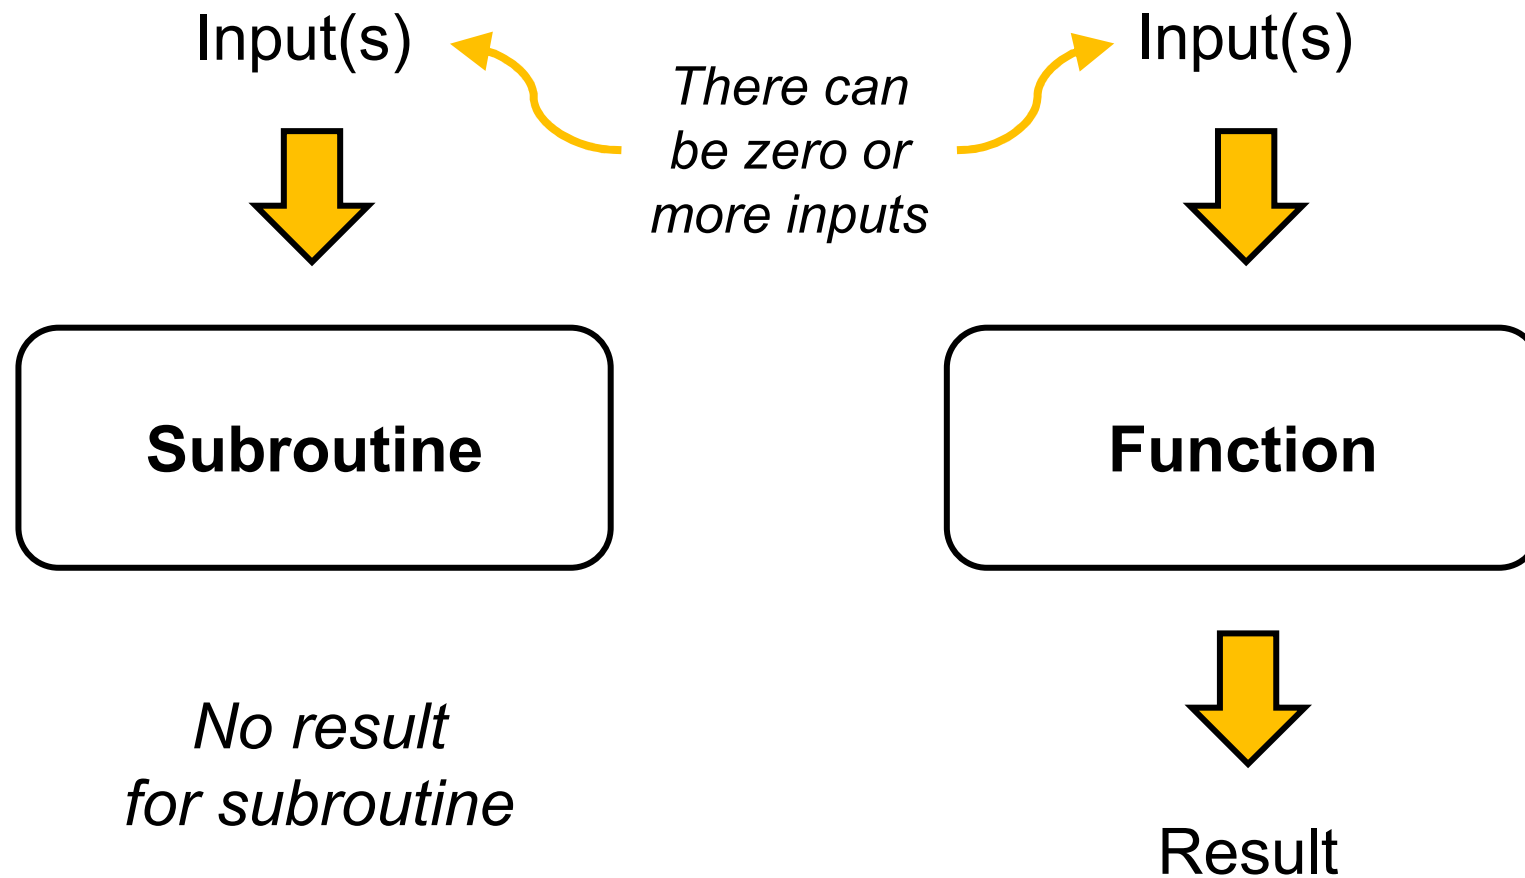 Input(s)
There can
be zero or
more inputs
Input(s)
Subroutine
Function
No result
for subroutine
Result